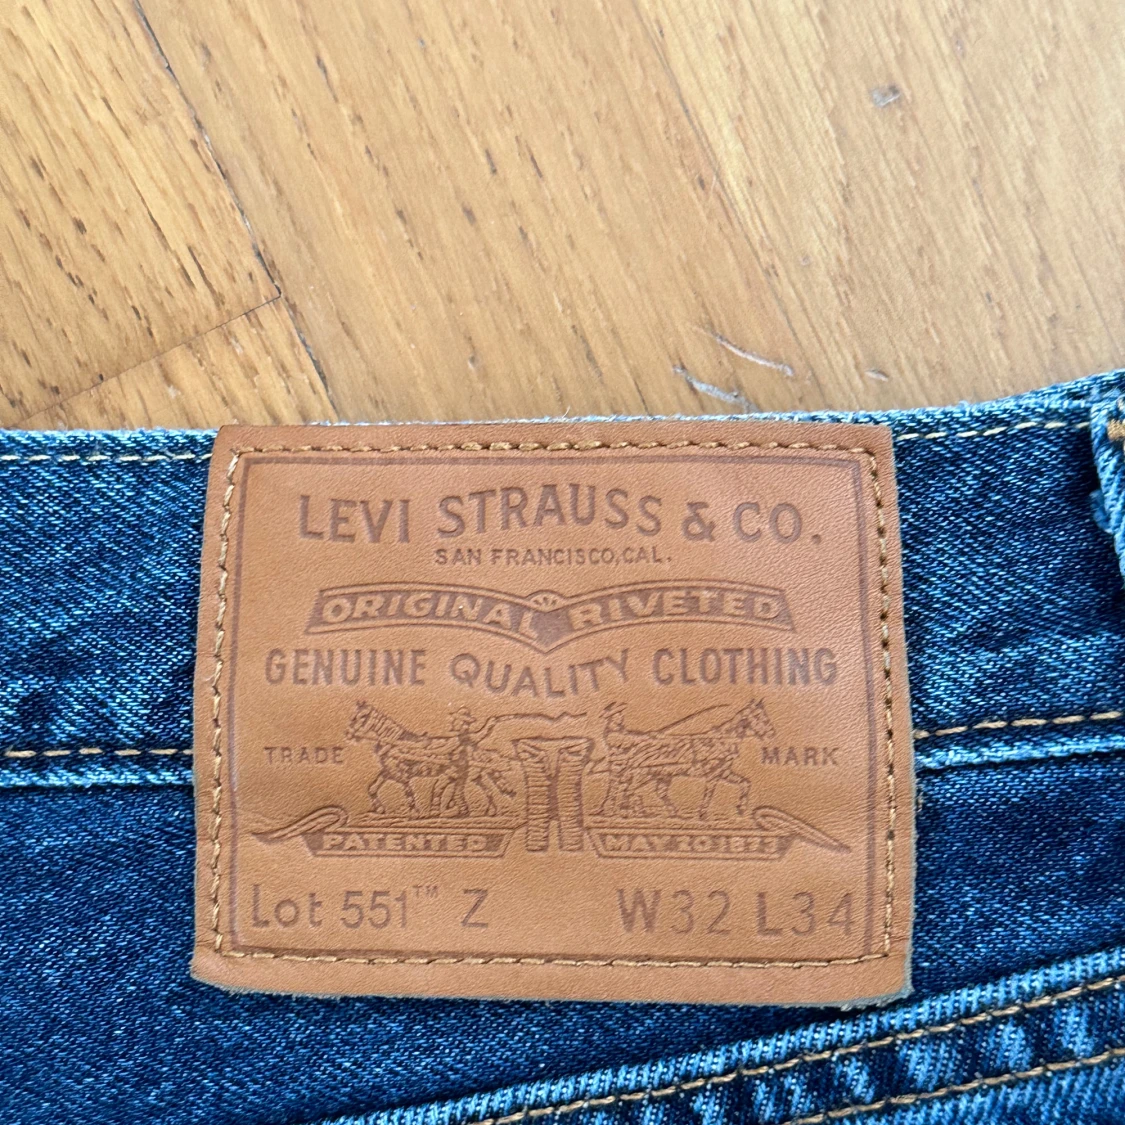 LEVI STRAUSS & CO.
SAN FRANCISCO, CAL.
ORIGINAL RIVETED
GENUINE QUALITY CLOTHING
TRADE MARK
PATENTED MAY 20, 1873
Lot 551™ Z W32 L34